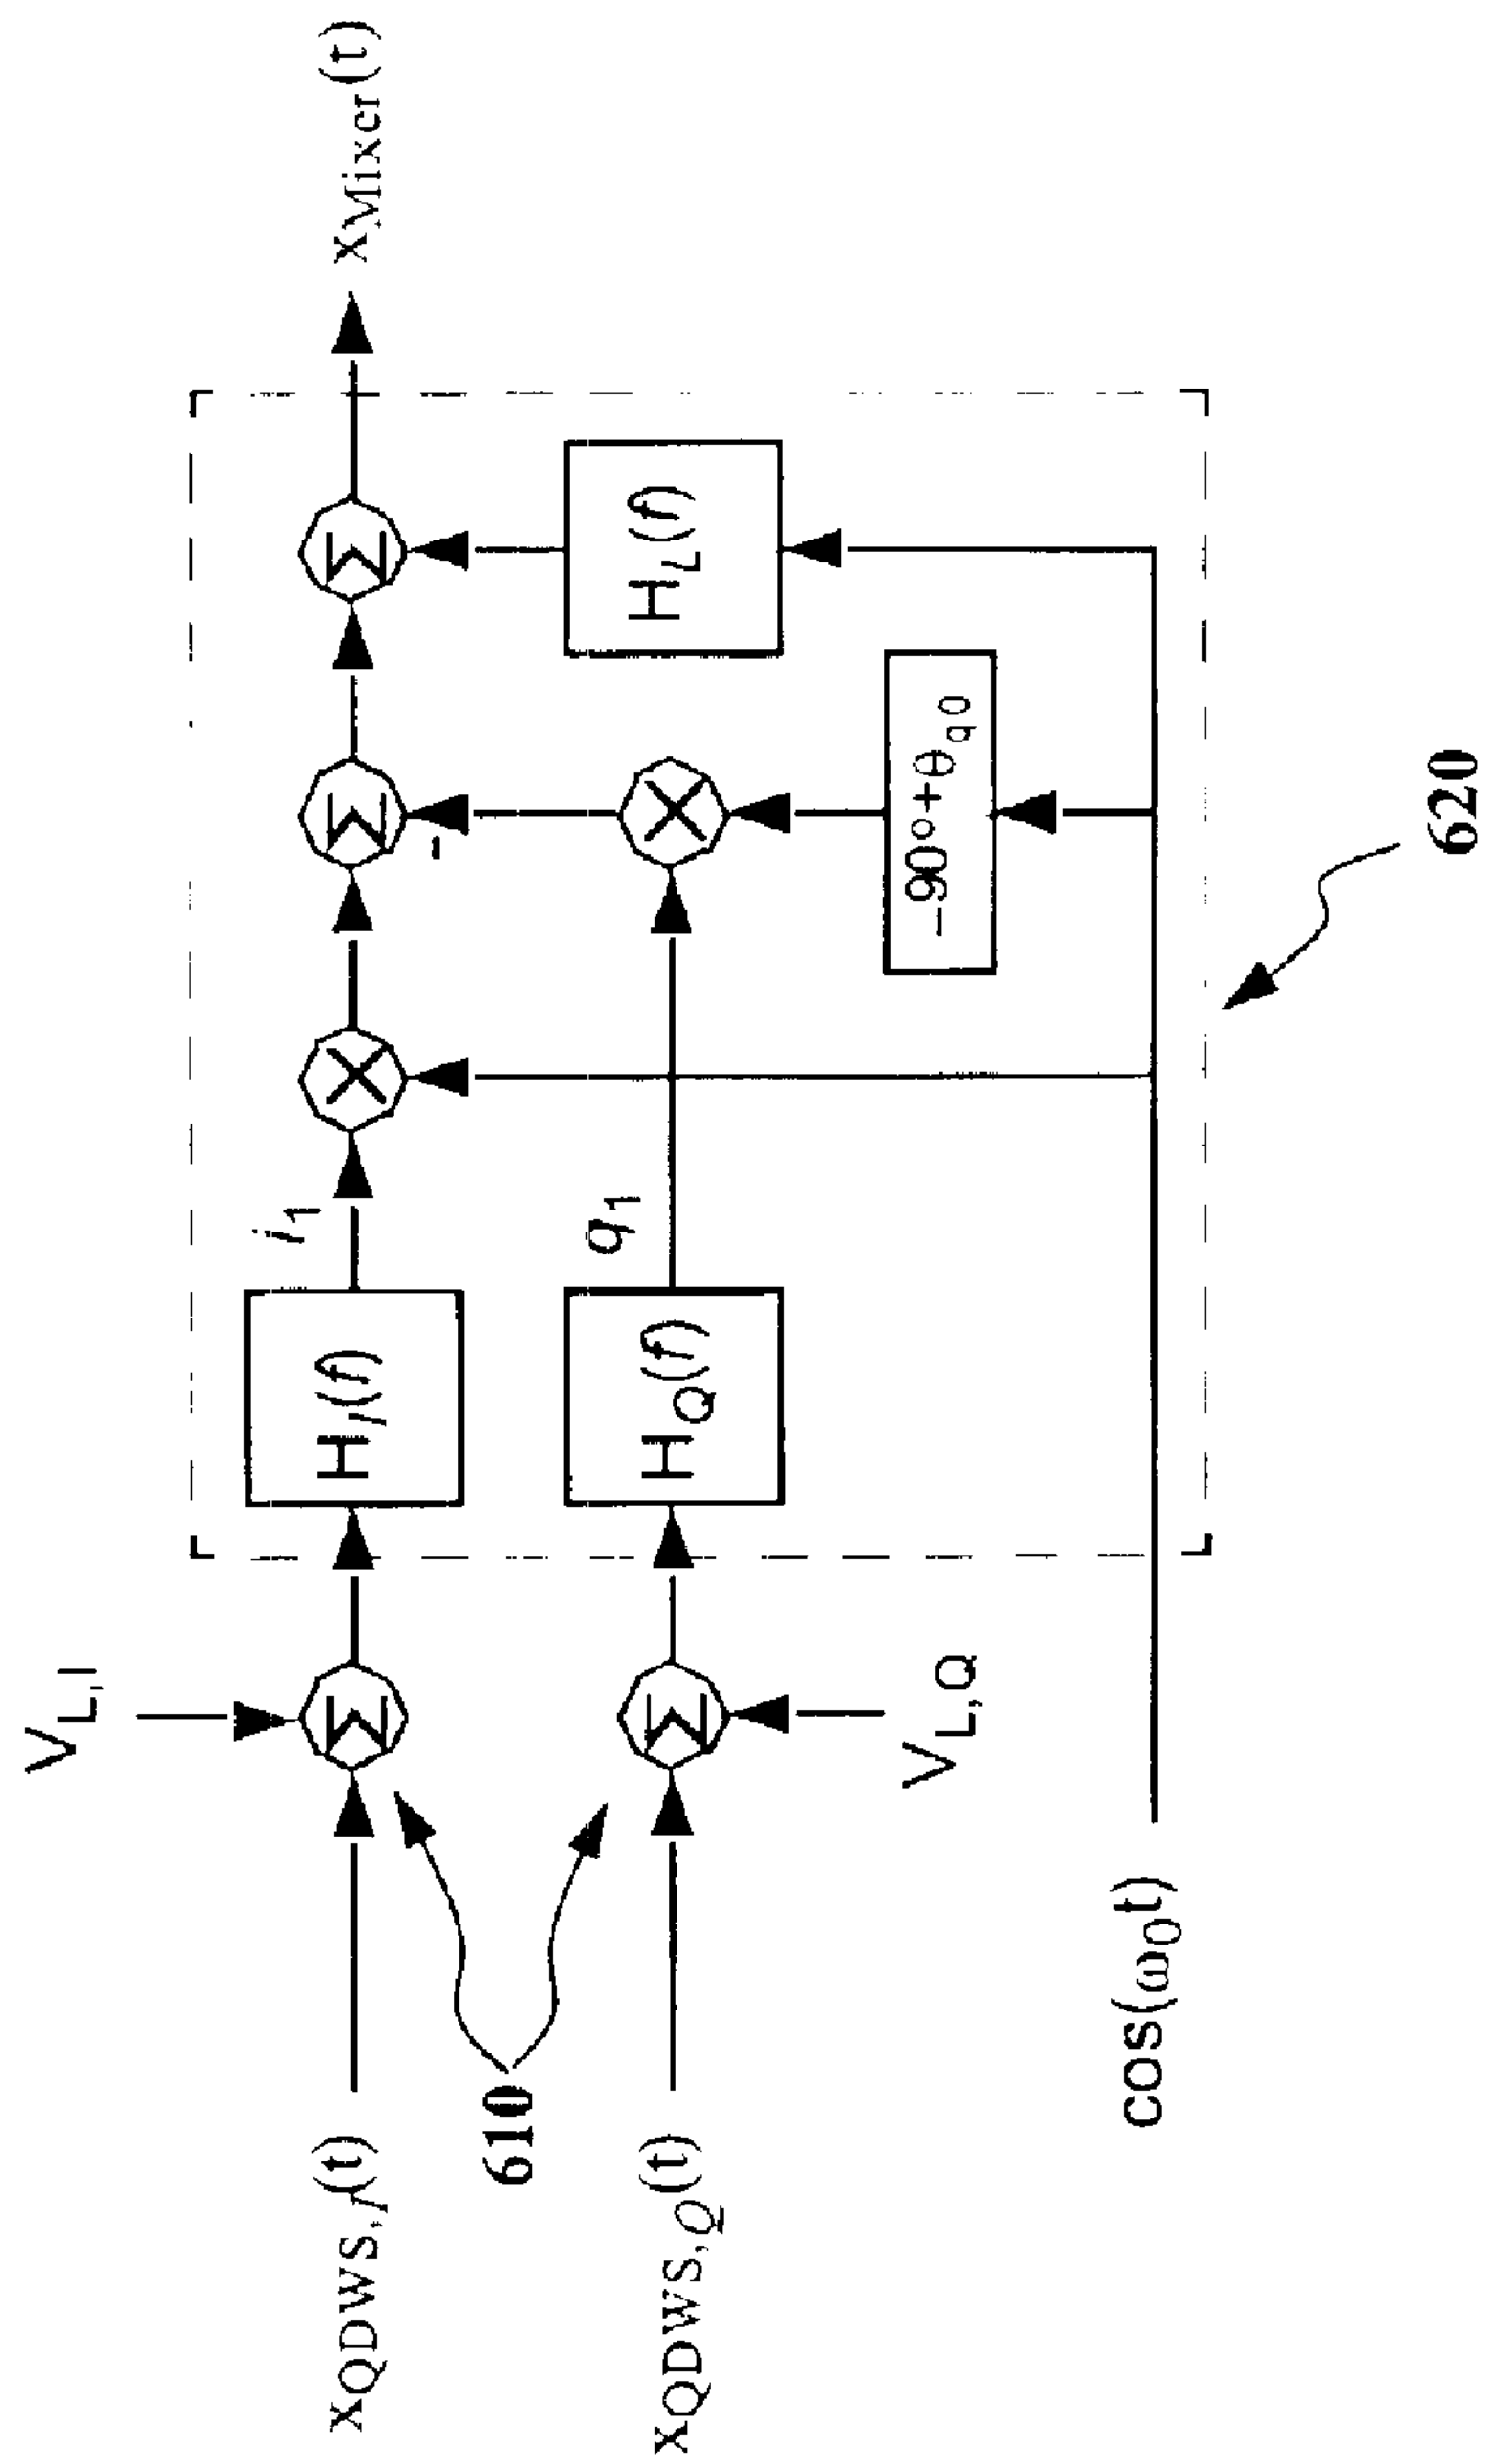 V_L,I
x_QDWS,I(t)
Σ
H_I(f)
i_1
×
Σ
Σ
x_Mixer(t)
-
610
x_QDWS,Q(t)
Σ
H_Q(f)
q_1
×
H_L(f)
V_L,Q
−90°+θ_q0
cos(ω_0t)
620